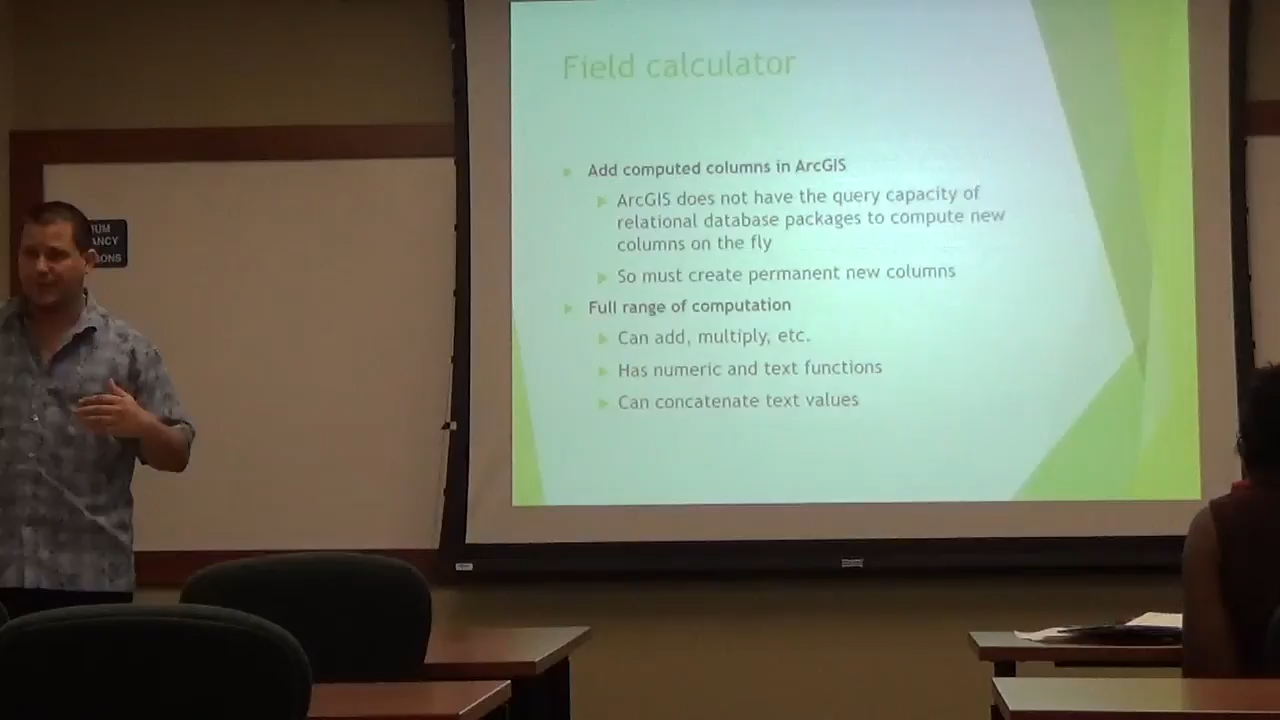 Field calculator
Add computed columns in ArcGIS
ArcGIS does not have the query capacity of
relational database packages to compute new
columns on the fly
So must create permanent new columns
Full range of computation
Can add, multiply, etc.
Has numeric and text functions
Can concatenate text values